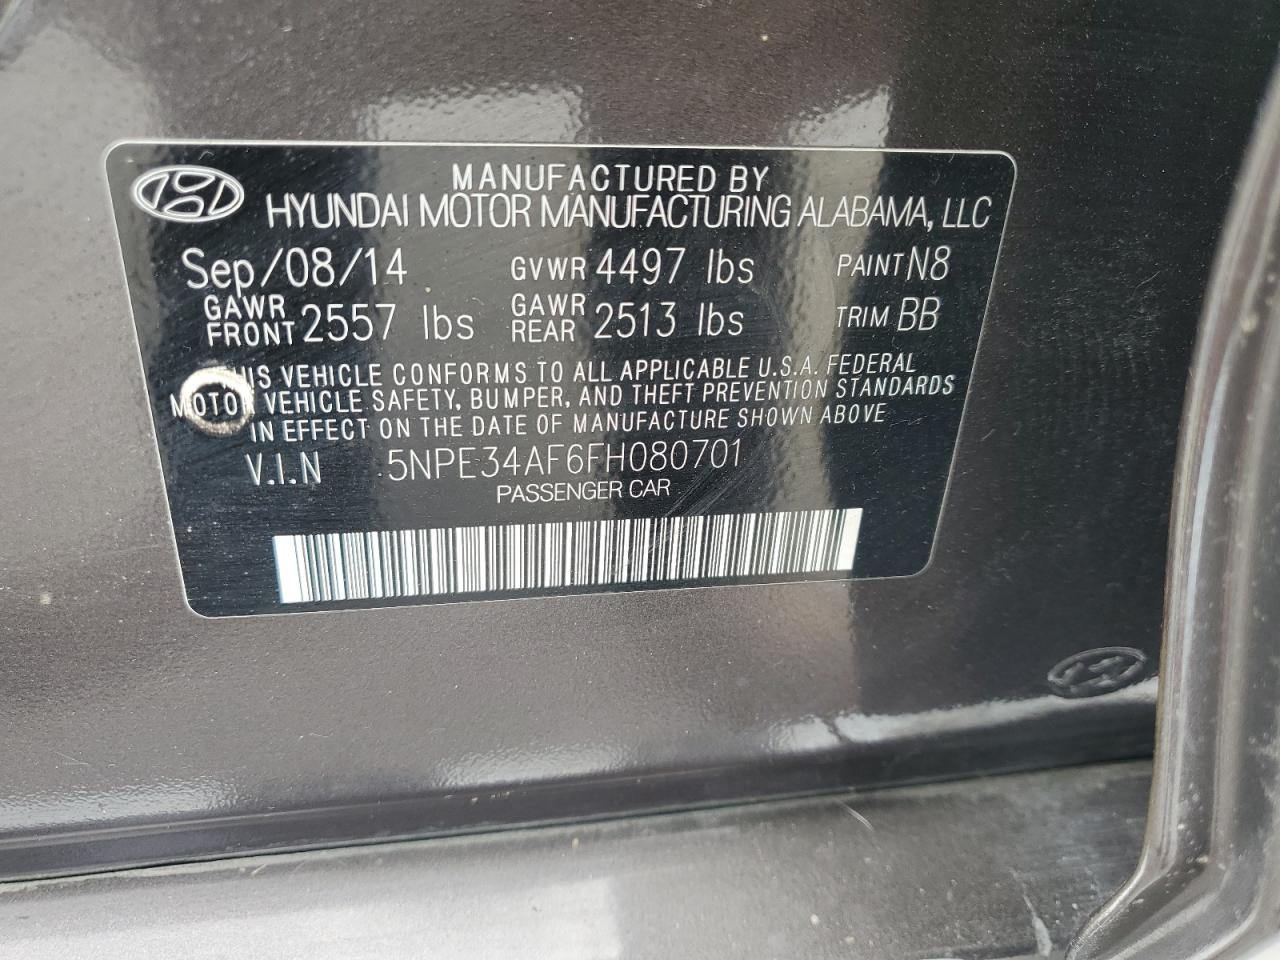 MANUFACTURED BY
HYUNDAI MOTOR MANUFACTURING ALABAMA, LLC
Sep/08/14 GVWR 4497 lbs PAINT N8
GAWR FRONT 2557 lbs GAWR REAR 2513 lbs TRIM BB
THIS VEHICLE CONFORMS TO ALL APPLICABLE U.S.A. FEDERAL
MOTOR VEHICLE SAFETY, BUMPER, AND THEFT PREVENTION STANDARDS
IN EFFECT ON THE DATE OF MANUFACTURE SHOWN ABOVE
V.I.N 5NPE34AF6FH080701
PASSENGER CAR